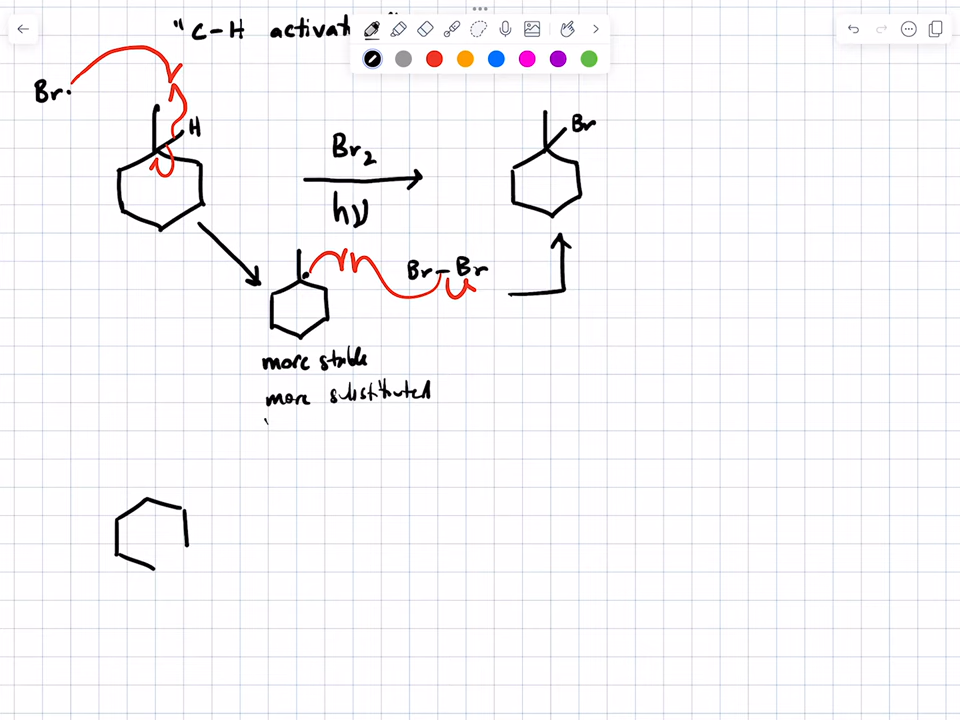 "C-H activat
Br·
H
Br2
hν
Br
Br-Br
more stable
more substituted